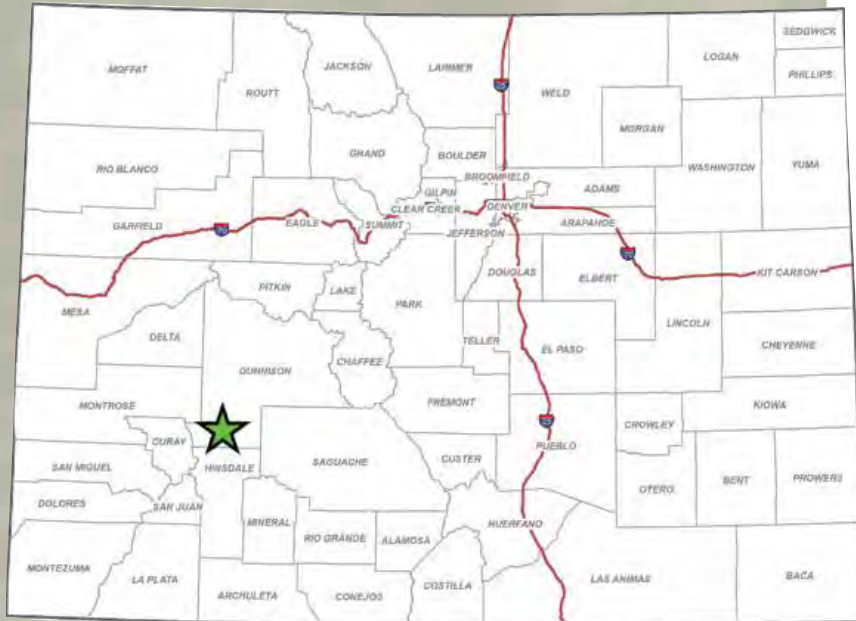 SEDGWICK
LOGAN
MOFFAT
JACKSON
LARIMER
PHILLIPS
ROUTT
WELD
MORGAN
GRAND
BOULDER
RIO BLANCO
WASHINGTON
YUMA
BROOMFIELD
GILPIN
ADAMS
CLEAR CREEK
DENVER
GARFIELD
EAGLE
SUMMIT
ARAPAHOE
JEFFERSON
DOUGLAS
ELBERT
KIT CARSON
PITKIN
LAKE
PARK
MESA
LINCOLN
DELTA
TELLER
EL PASO
CHEYENNE
CHAFFEE
GUNNISON
MONTROSE
FREMONT
KIOWA
CROWLEY
OURAY
PUEBLO
SAN MIGUEL
HINSDALE
SAGUACHE
CUSTER
BENT
PROWERS
OTERO
DOLORES
SAN JUAN
MINERAL
HUERFANO
RIO GRANDE
ALAMOSA
MONTEZUMA
LA PLATA
COSTILLA
LAS ANIMAS
BACA
ARCHULETA
CONEJOS